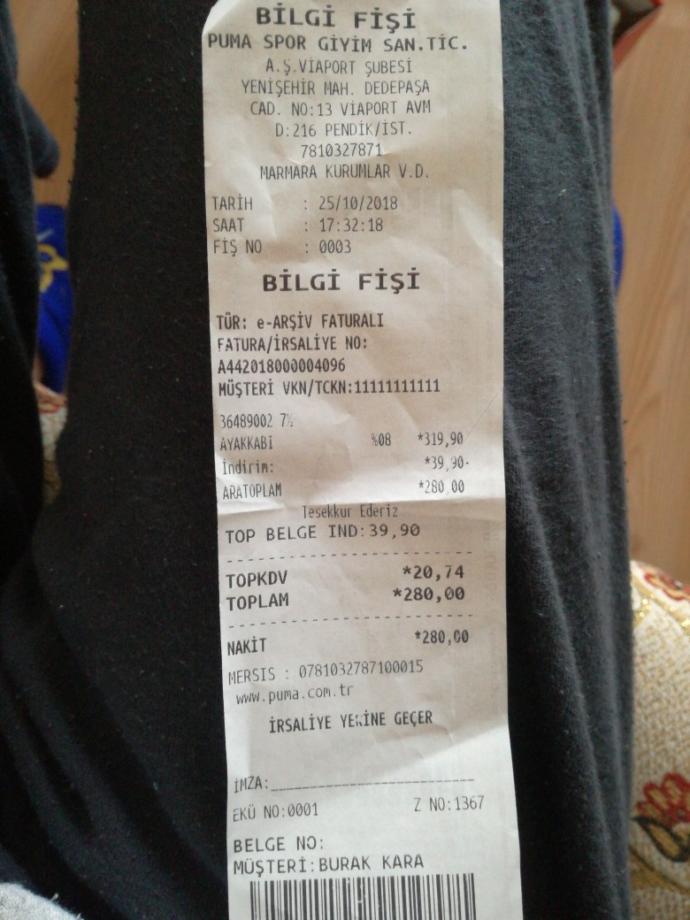 BİLGİ FİŞİ
PUMA SPOR GİYİM SAN.TİC.
A.Ş.VİAPORT ŞUBESİ
YENİŞEHİR MAH. DEDEPAŞA
CAD. NO:13 VİAPORT AVM
D:216 PENDİK/İST.
7810327871
MARMARA KURUMLAR V.D.
TARİH : 25/10/2018
SAAT : 17:32:18
FİŞ NO : 0003
BİLGİ FİŞİ
TÜR: e-ARŞİV FATURALI
FATURA/İRSALİYE NO:
A442018000004096
MÜŞTERİ VKN/TCKN:11111111111
36489002 7½
AYAKKABI %08 *319,90
İndirim: *39,90-
ARATOPLAM *280,00
Tesekkur Ederiz
TOP BELGE IND:39,90
TOPKDV *20,74
TOPLAM *280,00
NAKİT *280,00
MERSIS : 0781032787100015
www.puma.com.tr
İRSALİYE YERİNE GEÇER
İMZA:
EKÜ NO:0001 Z NO:1367
BELGE NO:
MÜŞTERİ:BURAK KARA